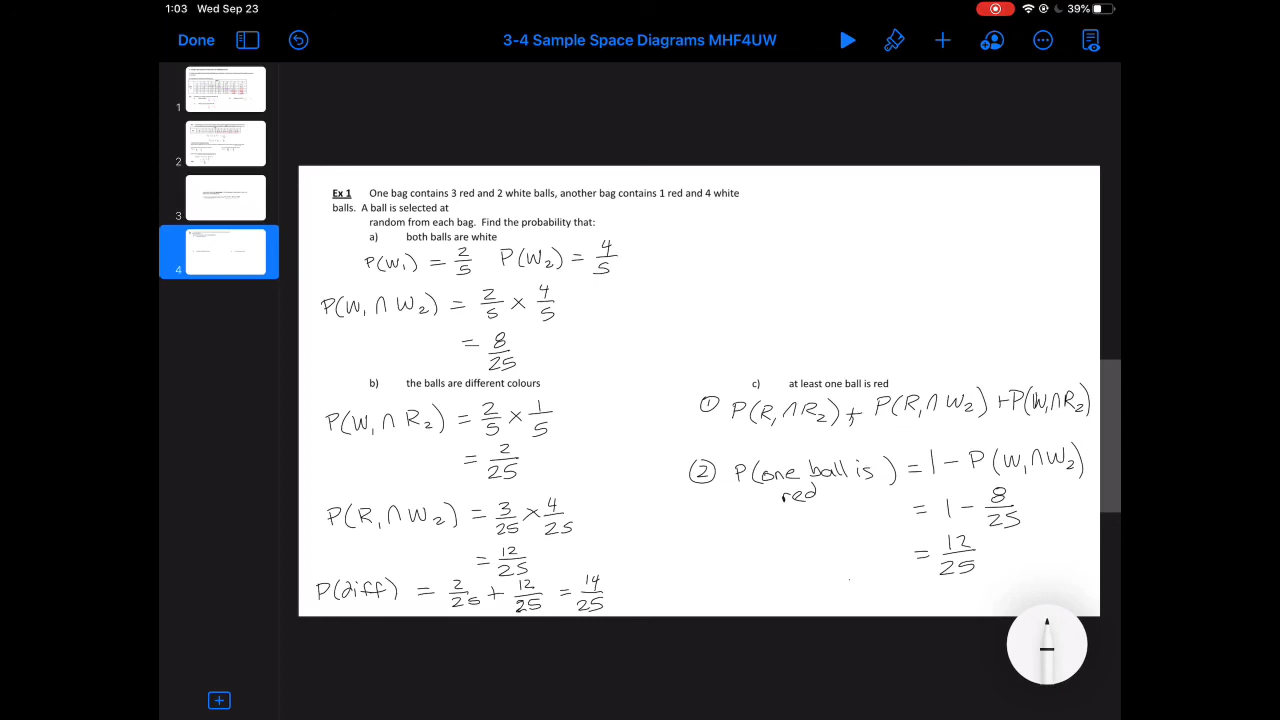 1:03 Wed Sep 23
39%
Done
3-4 Sample Space Diagrams MHF4UW
1
2
3
4
Ex 1 One bag contains 3 red and 2 white balls, another bag contains 1 red and 4 white
balls. A ball is selected at
random from each bag. Find the probability that:
a) both balls are white
P(W₁) = 2/5 P(W₂) = 4/5
P(W₁ ∩ W₂) = 2/5 × 4/5
= 8/25
b) the balls are different colours
P(W₁ ∩ R₂) = 2/5 × 1/5
= 2/25
P(R₁ ∩ W₂) = 3/25 × 4/25
= 12/25
P(diff) = 2/25 + 12/25 = 14/25
c) at least one ball is red
① P(R₁ ∩ R₂) + P(R₁ ∩ W₂) + P(W₁ ∩ R₂)
② P(one ball is red) = 1 − P(W₁ ∩ W₂)
= 1 − 8/25
= 12/25